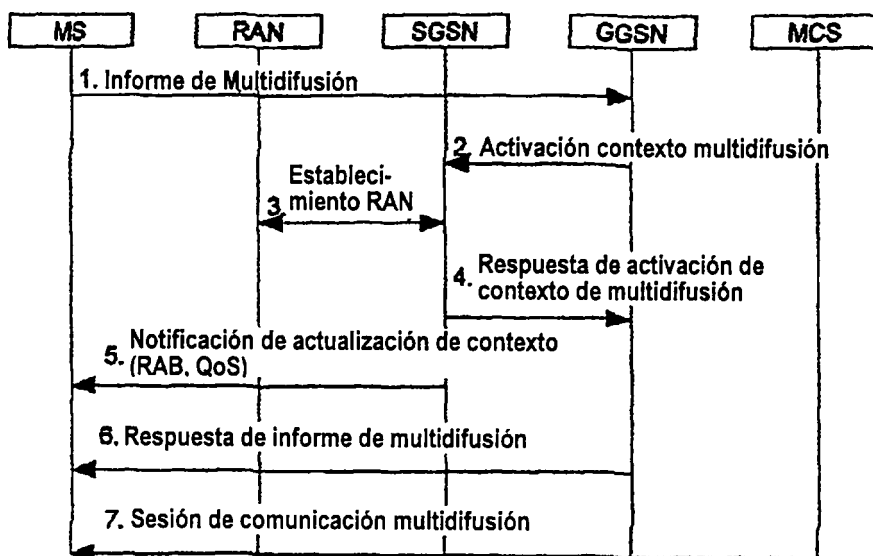 MS RAN SGSN GGSN MCS
1. Informe de Multidifusión
2. Activación contexto multidifusión
Estableci-
3. miento RAN
Respuesta de activación de
4. contexto de multidifusión
Notificación de actualización de contexto
5. (RAB, QoS)
6. Respuesta de informe de multidifusión
7. Sesión de comunicación multidifusión